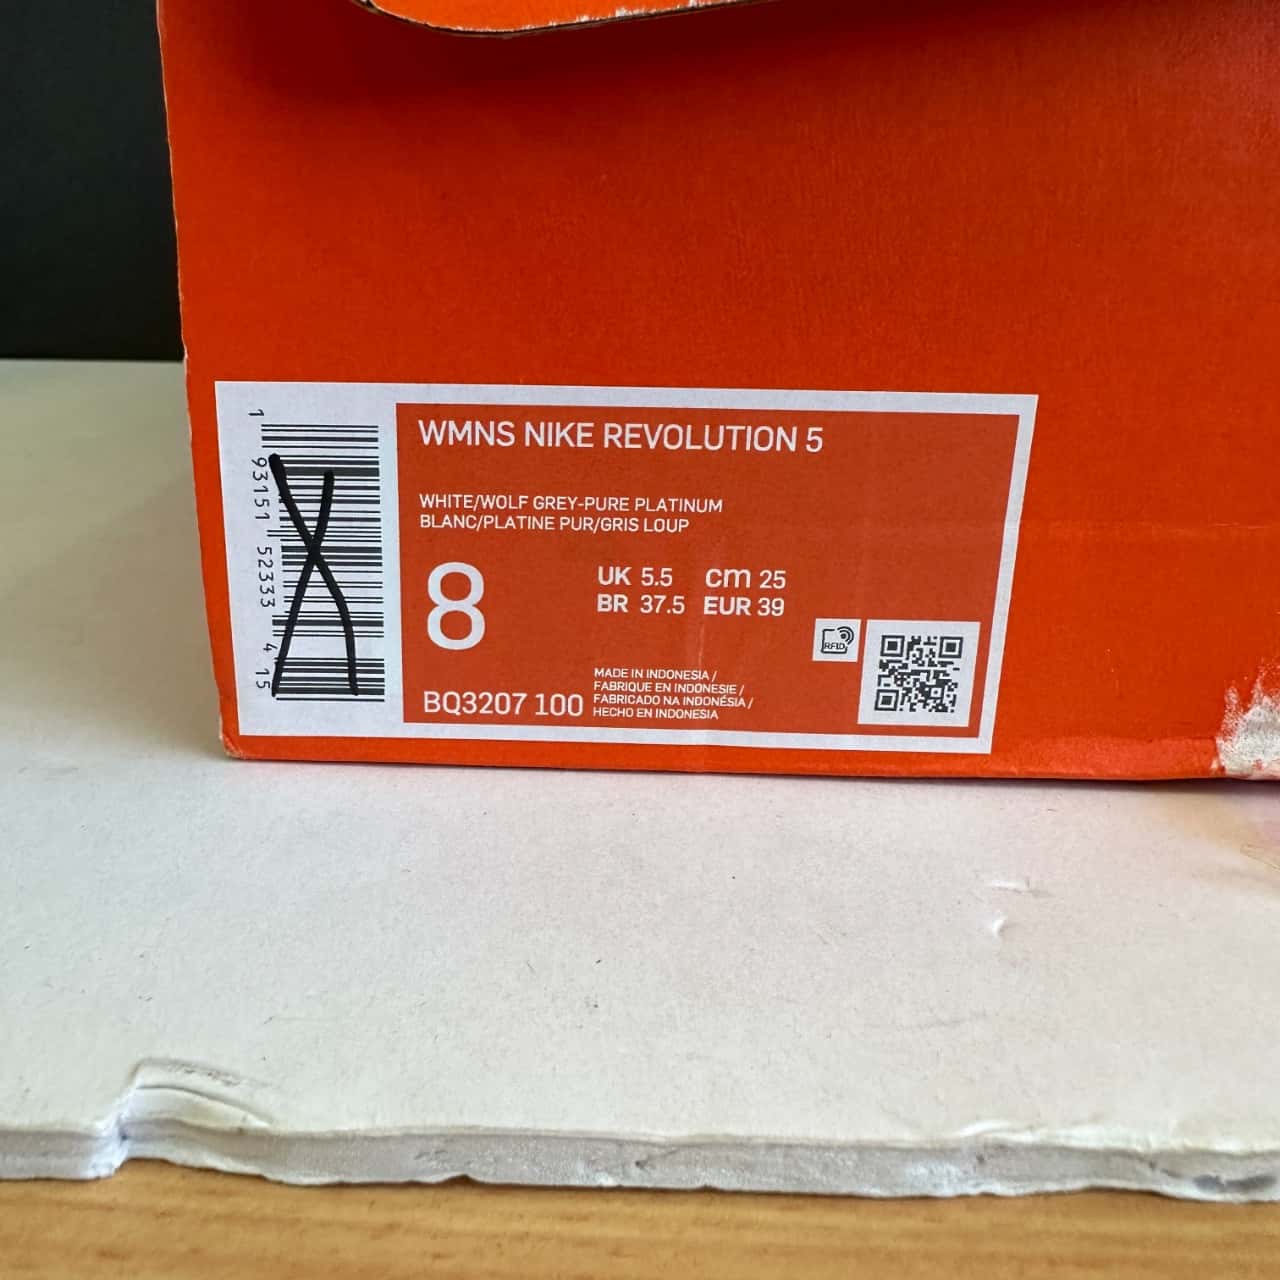 1 93151 52333 4 15
WMNS NIKE REVOLUTION 5
WHITE/WOLF GREY-PURE PLATINUM
BLANC/PLATINE PUR/GRIS LOUP
8
UK 5.5 cm 25
BR 37.5 EUR 39
RFID
BQ3207 100
MADE IN INDONESIA /
FABRIQUE EN INDONESIE /
FABRICADO NA INDONÉSIA /
HECHO EN INDONESIA